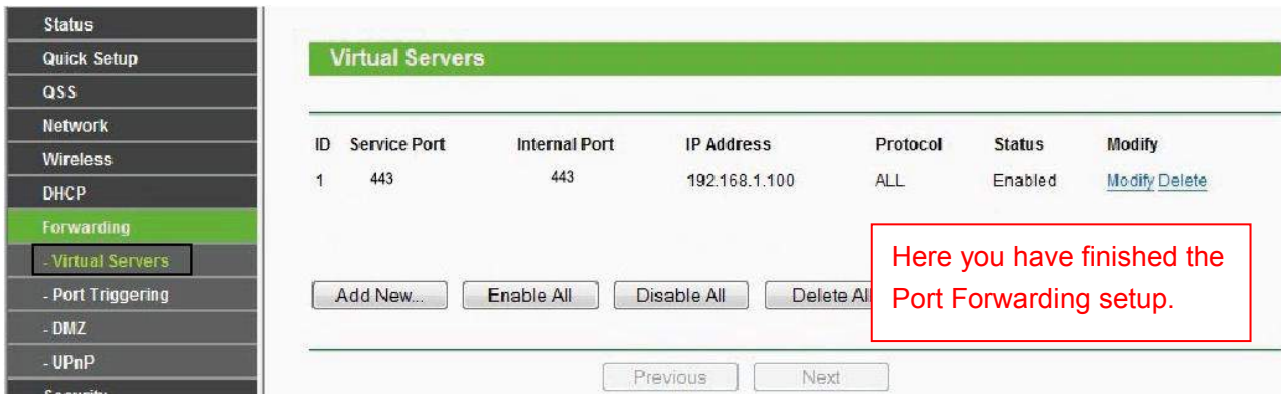 Status
Quick Setup
QSS
Network
Wireless
DHCP
Forwarding
- Virtual Servers
- Port Triggering
- DMZ
- UPnP
Security
Virtual Servers
ID Service Port Internal Port IP Address Protocol Status Modify
1 443 443 192.168.1.100 ALL Enabled Modify Delete
Add New... Enable All Disable All Delete All
Here you have finished the
Port Forwarding setup.
Previous Next